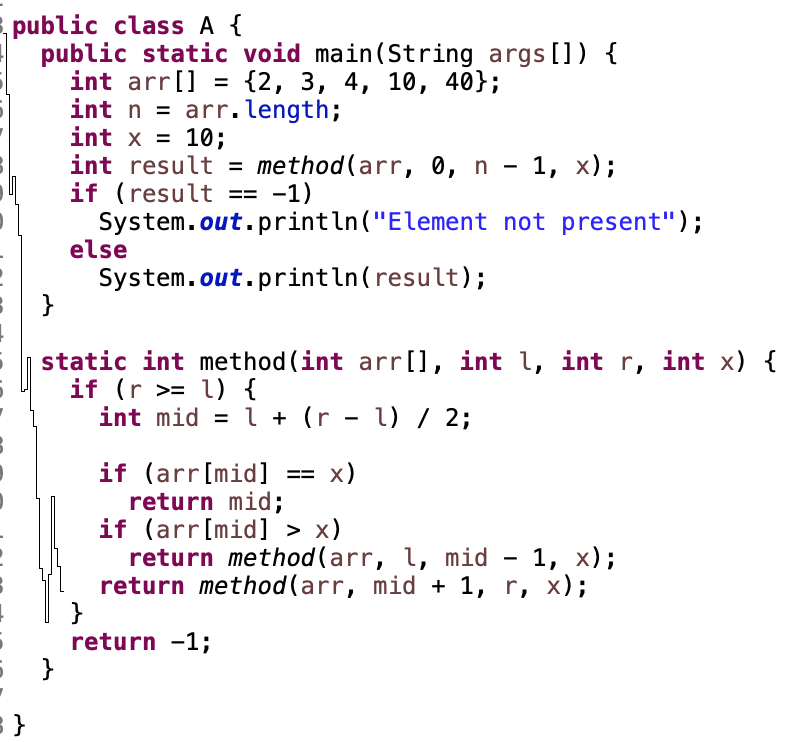 public class A {
  public static void main(String args[]) {
    int arr[] = {2, 3, 4, 10, 40};
    int n = arr.length;
    int x = 10;
    int result = method(arr, 0, n - 1, x);
    if (result == -1)
      System.out.println("Element not present");
    else
      System.out.println(result);
  }

  static int method(int arr[], int l, int r, int x) {
    if (r >= l) {
      int mid = l + (r - l) / 2;

      if (arr[mid] == x)
        return mid;
      if (arr[mid] > x)
        return method(arr, l, mid - 1, x);
      return method(arr, mid + 1, r, x);
    }
    return -1;
  }

}